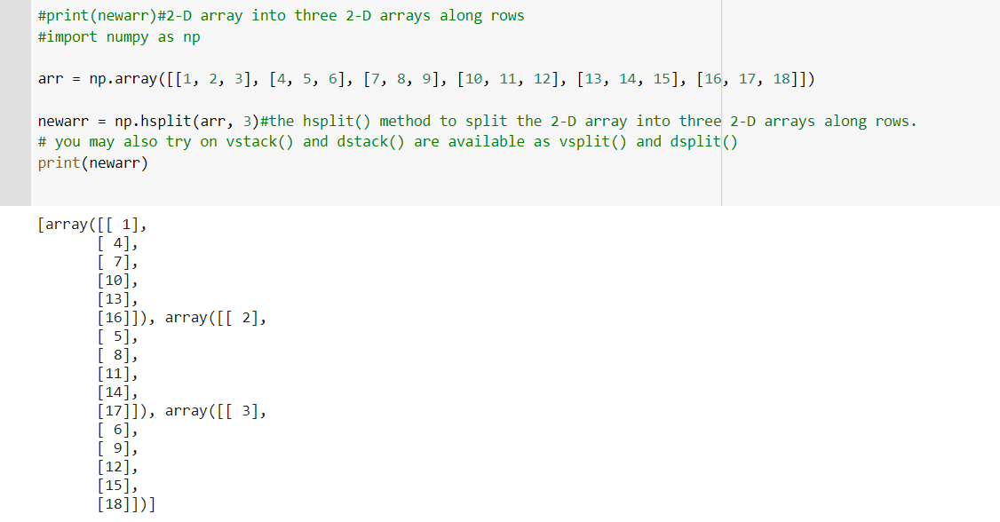 #print(newarr)#2-D array into three 2-D arrays along rows
#import numpy as np
arr = np.array([[1, 2, 3], [4, 5, 6], [7, 8, 9], [10, 11, 12], [13, 14, 15], [16, 17, 18]])
newarr = np.hsplit(arr, 3)#the hsplit() method to split the 2-D array into three 2-D arrays along rows.
# you may also try on vstack() and dstack() are available as vsplit() and dsplit()
print(newarr)
[array([[ 1],
       [ 4],
       [ 7],
       [10],
       [13],
       [16]]), array([[ 2],
       [ 5],
       [ 8],
       [11],
       [14],
       [17]]), array([[ 3],
       [ 6],
       [ 9],
       [12],
       [15],
       [18]])]